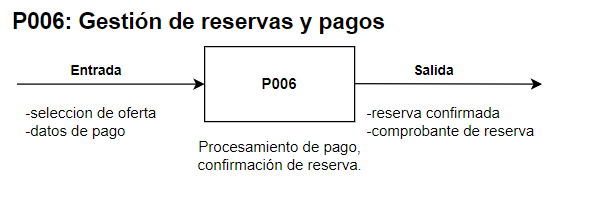 P006: Gestión de reservas y pagos
Entrada
P006
Salida
-seleccion de oferta
-datos de pago
-reserva confirmada
-comprobante de reserva
Procesamiento de pago,
confirmación de reserva.